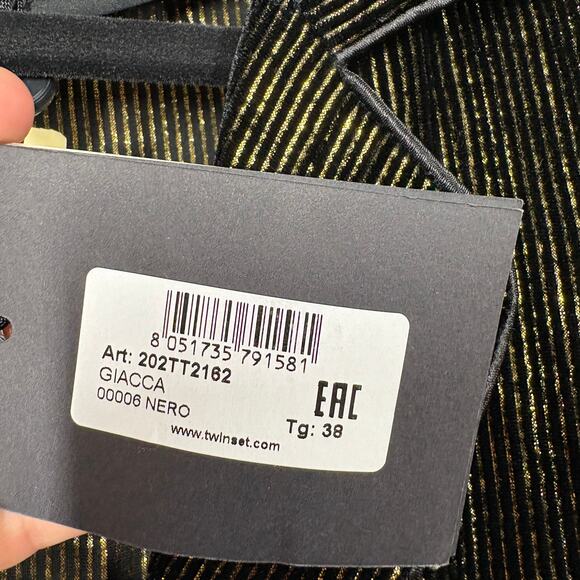 8 051735 791581
Art: 202TT2162
GIACCA
00006 NERO
EAC
Tg: 38
www.twinset.com